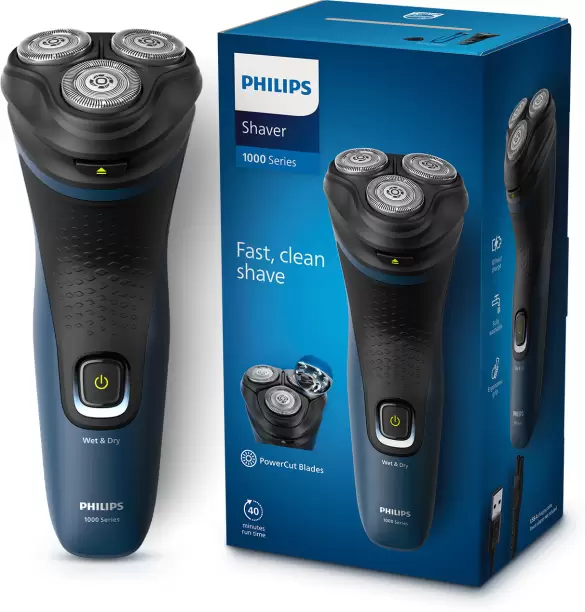 Wet & Dry
PHILIPS
1000 Series
PHILIPS
Shaver
1000 Series
Fast, clean
shave
PowerCut Blades
40
minutes
run time
Wet & Dry
PHILIPS
1000 Series
Wet & Dry
PHILIPS